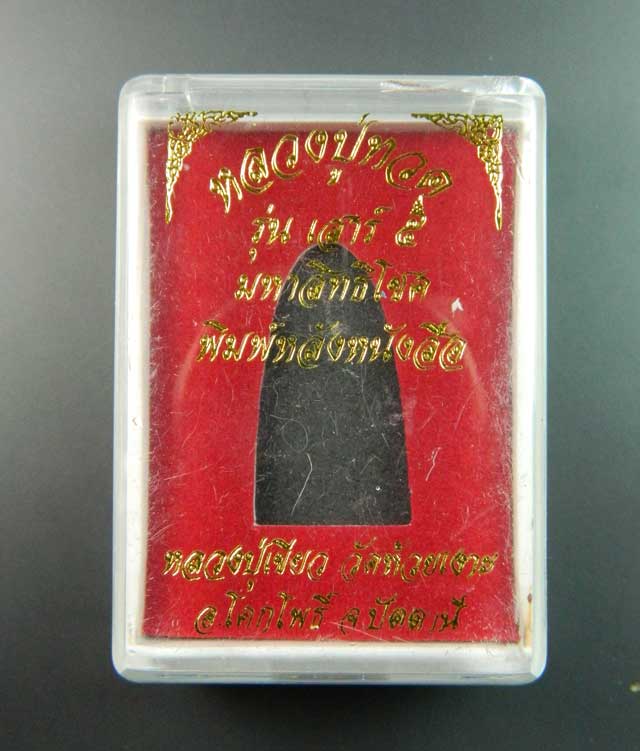 หลวงปู่ทวด
รุ่น เสาร์ ๕
มหาสิทธิโชค
พิมพ์หลังหนังสือ
หลวงปู่เขียว วัดห้วยเงาะ
อ.โคกโพธิ์ จ.ปัตตานี